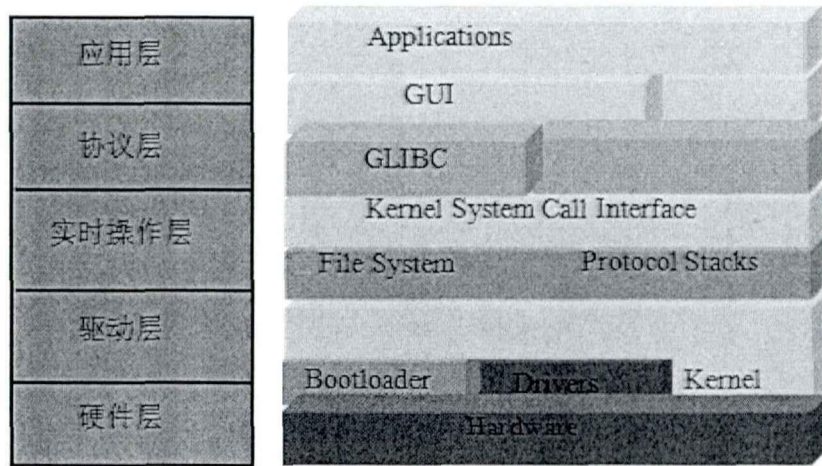 应用层
协议层
实时操作层
驱动层
硬件层
Applications
GUI
GLIBC
Kernel System Call Interface
File System Protocol Stacks
Bootloader Drivers Kernel
Hardware